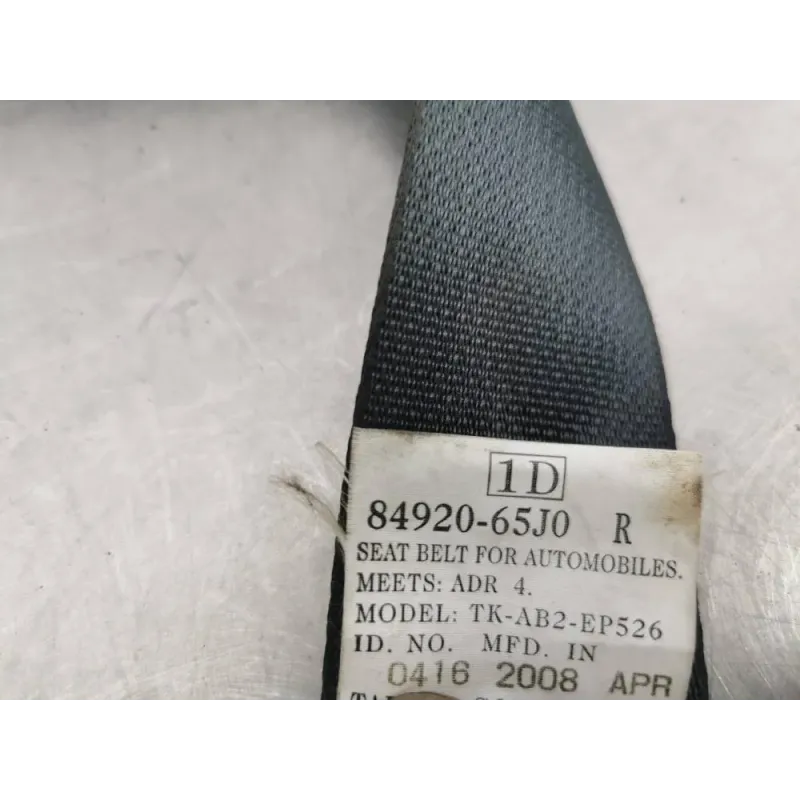 1D
84920-65J0 R
SEAT BELT FOR AUTOMOBILES.
MEETS: ADR 4.
MODEL: TK-AB2-EP526
ID. NO. MFD. IN
0416 2008 APR